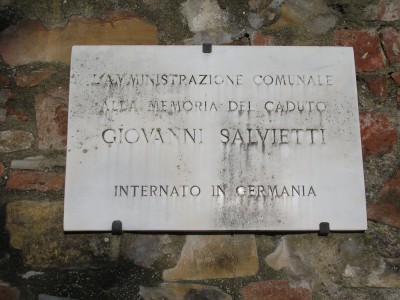 L'AMMINISTRAZIONE COMUNALE
ALLA MEMORIA DEL CADUTO
GIOVANNI SALVIETTI
INTERNATO IN GERMANIA